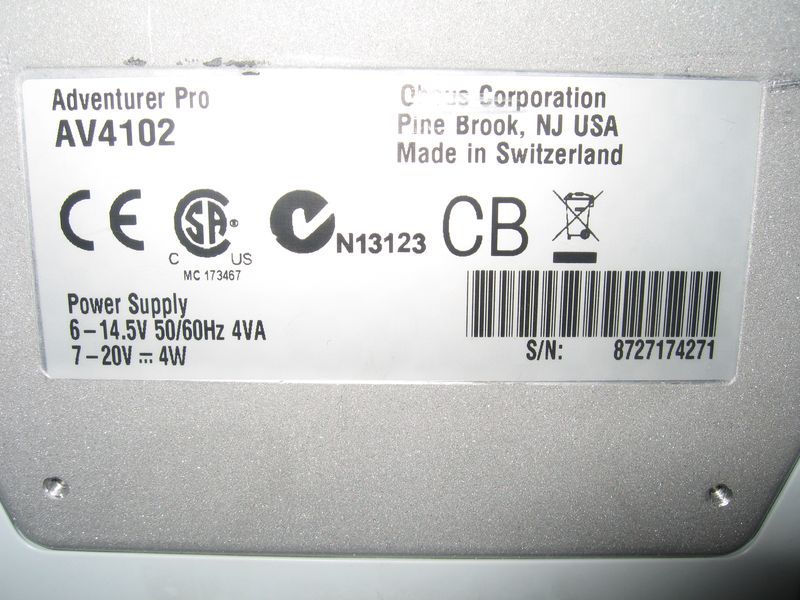 Adventurer Pro
AV4102
Corporation
Pine Brook, NJ USA
Made in Switzerland
CE
C SA ® US
MC 173467
N13123
CB
Power Supply
6-14.5V 50/60Hz 4VA
7-20V ⎓ 4W
S/N: 8727174271